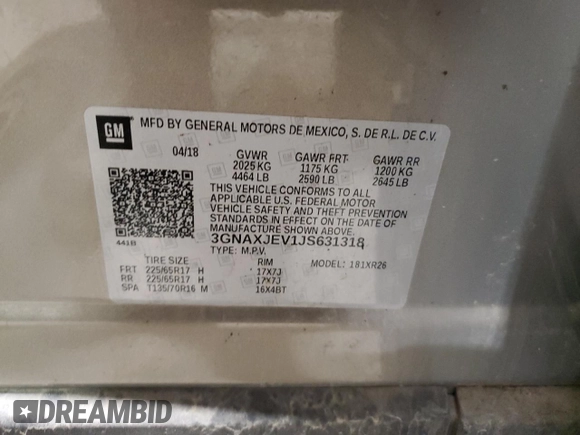 GM
MFD BY GENERAL MOTORS DE MEXICO, S. DE R.L. DE C.V.
04/18 GVWR GAWR FRT GAWR RR
2025 KG 1175 KG 1200 KG
4464 LB 2590 LB 2645 LB
THIS VEHICLE CONFORMS TO ALL
APPLICABLE U.S. FEDERAL MOTOR
VEHICLE SAFETY AND THEFT PREVENTION
STANDARDS IN EFFECT ON THE DATE OF
MANUFACTURE SHOWN ABOVE.
441B 3GNAXJEV1JS631318
TYPE: M.P.V. MODEL: 181XR26
TIRE SIZE RIM
FRT 225/65R17 H 17X7J
RR 225/65R17 H 17X7J
SPA T135/70R16 M 16X4BT
DREAMBID